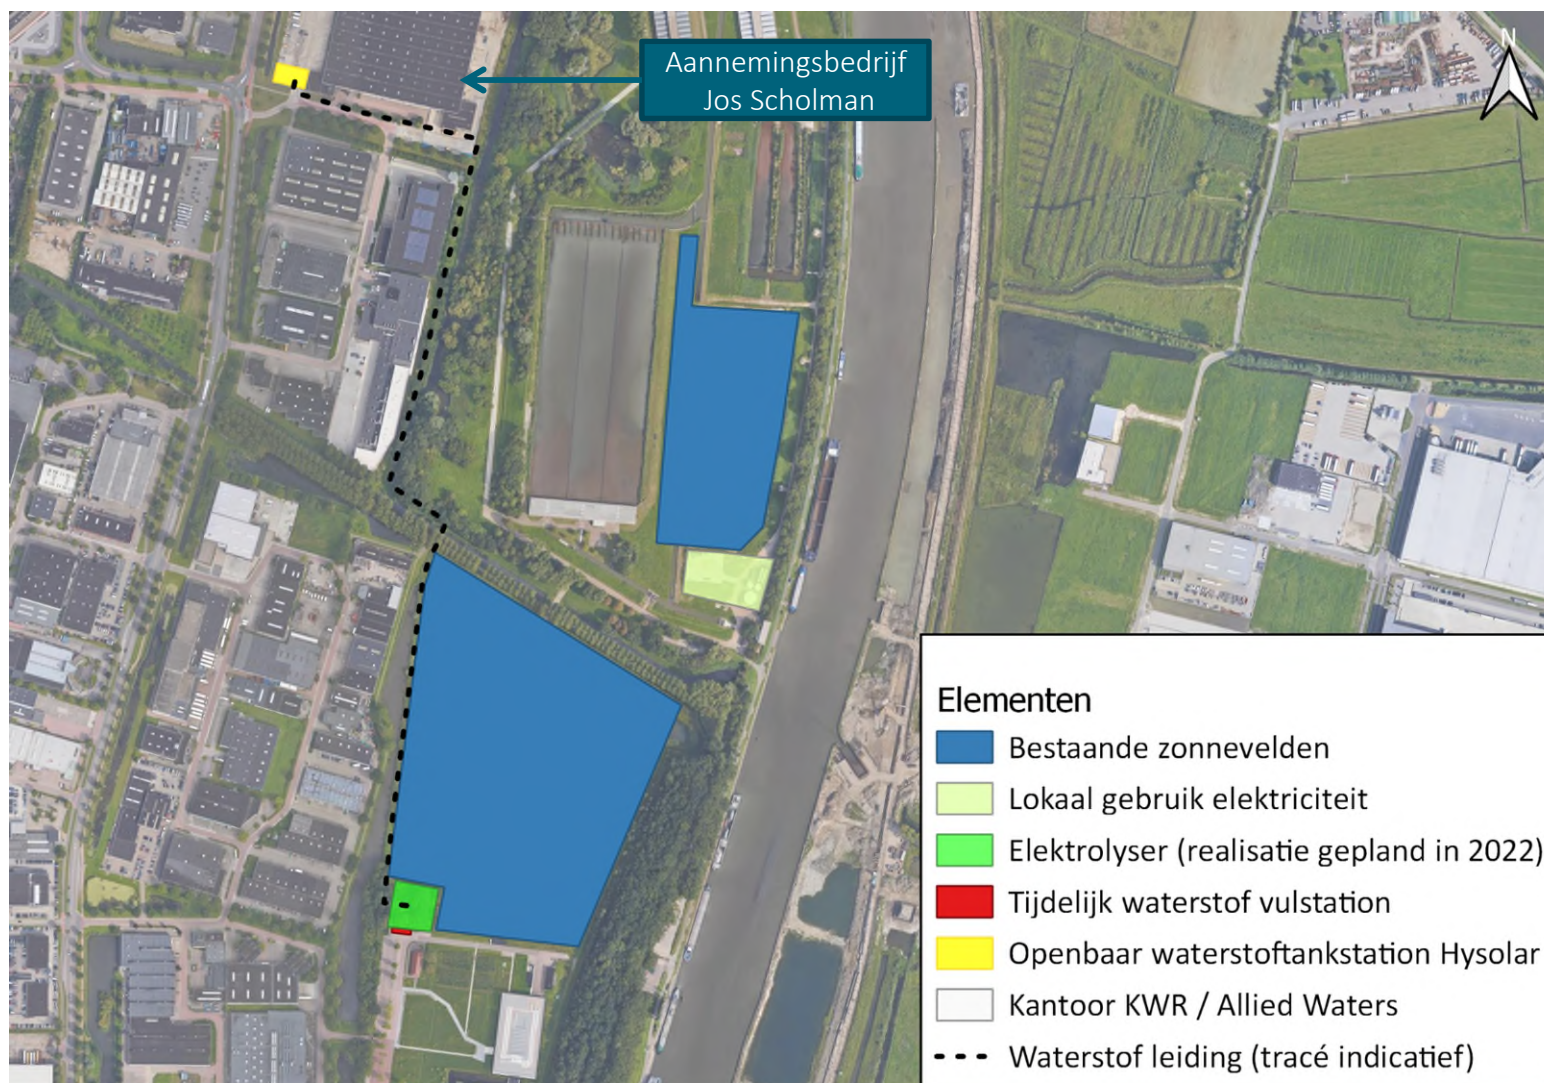 Aannemingsbedrijf
Jos Scholman
N
Elementen
Bestaande zonnevelden
Lokaal gebruik elektriciteit
Elektrolyser (realisatie gepland in 2022)
Tijdelijk waterstof vulstation
Openbaar waterstoftankstation Hysolar
Kantoor KWR / Allied Waters
Waterstof leiding (tracé indicatief)